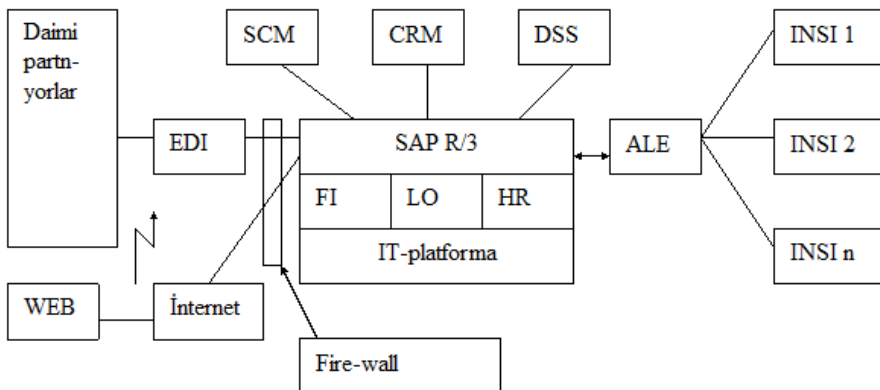 Daimi
partn-
yorlar
SCM
CRM
DSS
INSI 1
EDI
SAP R/3
ALE
INSI 2
FI
LO
HR
IT-platforma
INSI n
WEB
İnternet
Fire-wall